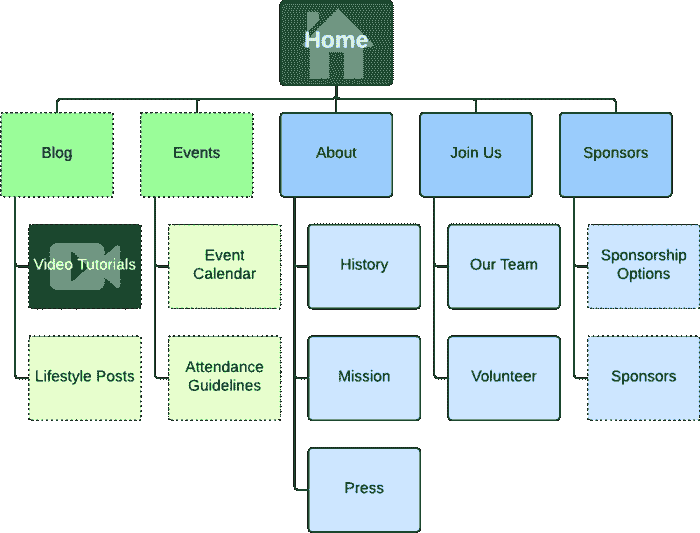 Home
Blog
Events
About
Join Us
Sponsors
Video Tutorials
Event
Calendar
History
Our Team
Sponsorship
Options
Lifestyle Posts
Attendance
Guidelines
Mission
Volunteer
Sponsors
Press